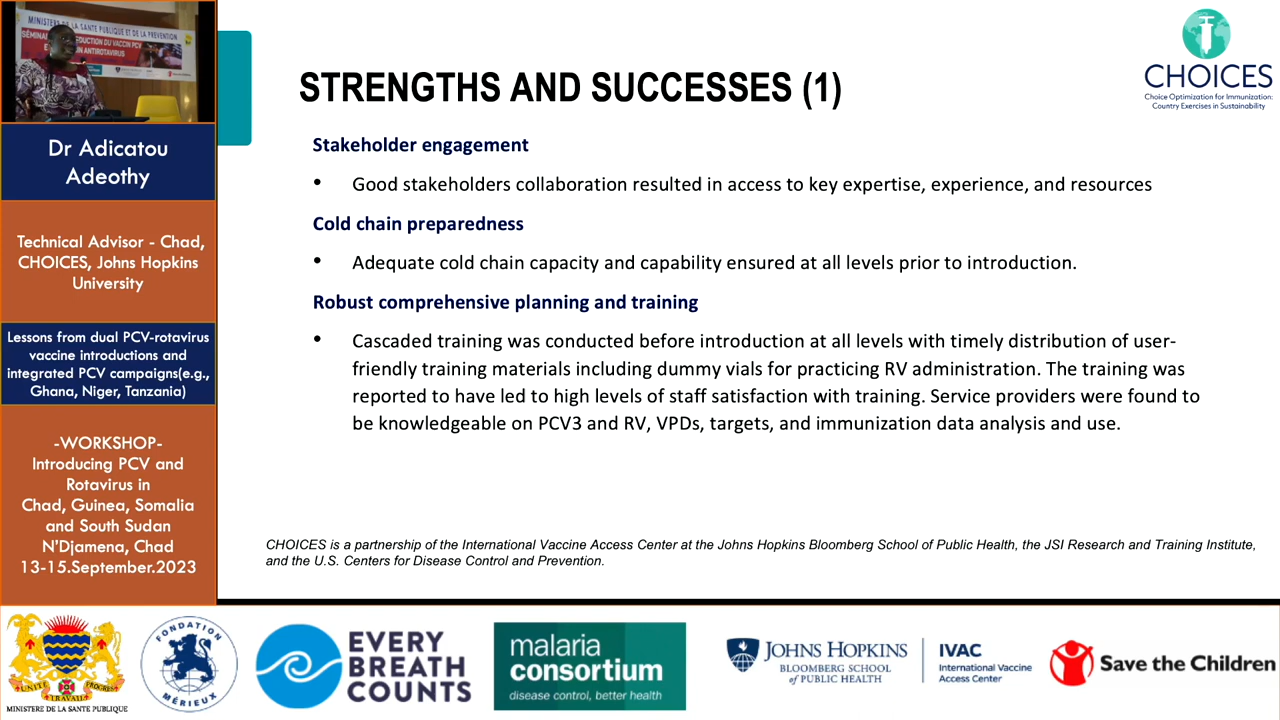 MINISTERE DE LA SANTE PUBLIQUE ET DE LA PREVENTION
DUCTION DU VACCIN PCV
ANTIROTAVIRUS
Dr Adicatou
Adeothy
Technical Advisor - Chad,
CHOICES, Johns Hopkins
University
Lessons from dual PCV-rotavirus
vaccine introductions and
integrated PCV campaigns(e.g.,
Ghana, Niger, Tanzania)
-WORKSHOP-
Introducing PCV and
Rotavirus in
Chad, Guinea, Somalia
and South Sudan
N'Djamena, Chad
13-15.September.2023
STRENGTHS AND SUCCESSES (1)
CHOICES
Choice Optimization for Immunization:
Country Exercises in Sustainability
Stakeholder engagement
• Good stakeholders collaboration resulted in access to key expertise, experience, and resources
Cold chain preparedness
• Adequate cold chain capacity and capability ensured at all levels prior to introduction.
Robust comprehensive planning and training
• Cascaded training was conducted before introduction at all levels with timely distribution of user-
friendly training materials including dummy vials for practicing RV administration. The training was
reported to have led to high levels of staff satisfaction with training. Service providers were found to
be knowledgeable on PCV3 and RV, VPDs, targets, and immunization data analysis and use.
CHOICES is a partnership of the International Vaccine Access Center at the Johns Hopkins Bloomberg School of Public Health, the JSI Research and Training Institute,
and the U.S. Centers for Disease Control and Prevention.
UNITE TRAVAIL PROGRES
MINISTERE DE LA SANTE PUBLIQUE
FONDATION
MÉRIEUX
EVERY
BREATH
COUNTS
malaria
consortium
disease control, better health
JOHNS HOPKINS
BLOOMBERG SCHOOL
of PUBLIC HEALTH
IVAC
International Vaccine
Access Center
Save the Children